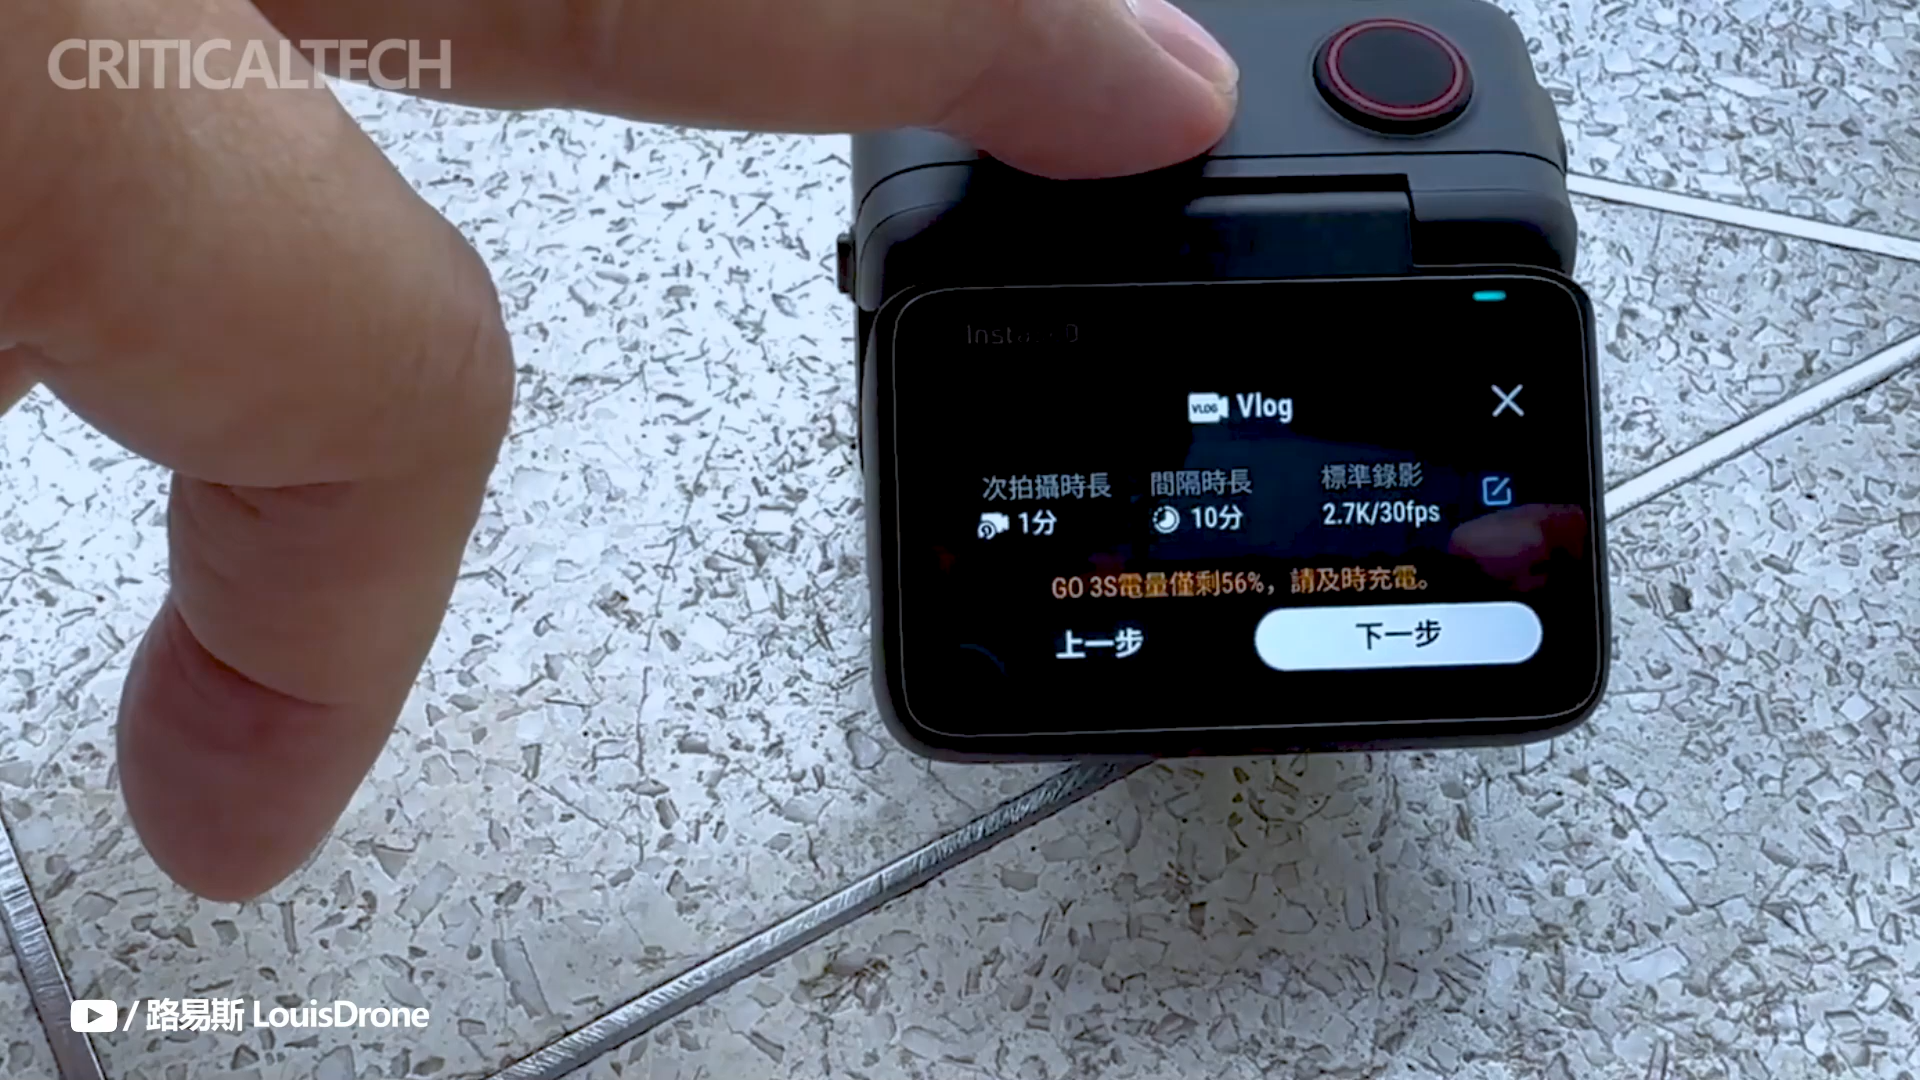 CRITICALTECH
Vlog
次拍攝時長
間隔時長
標準錄影
1分
10分
2.7K/30fps
GO 3S電量僅剩56%，請及時充電。
上一步
下一步
/ 路易斯 LouisDrone